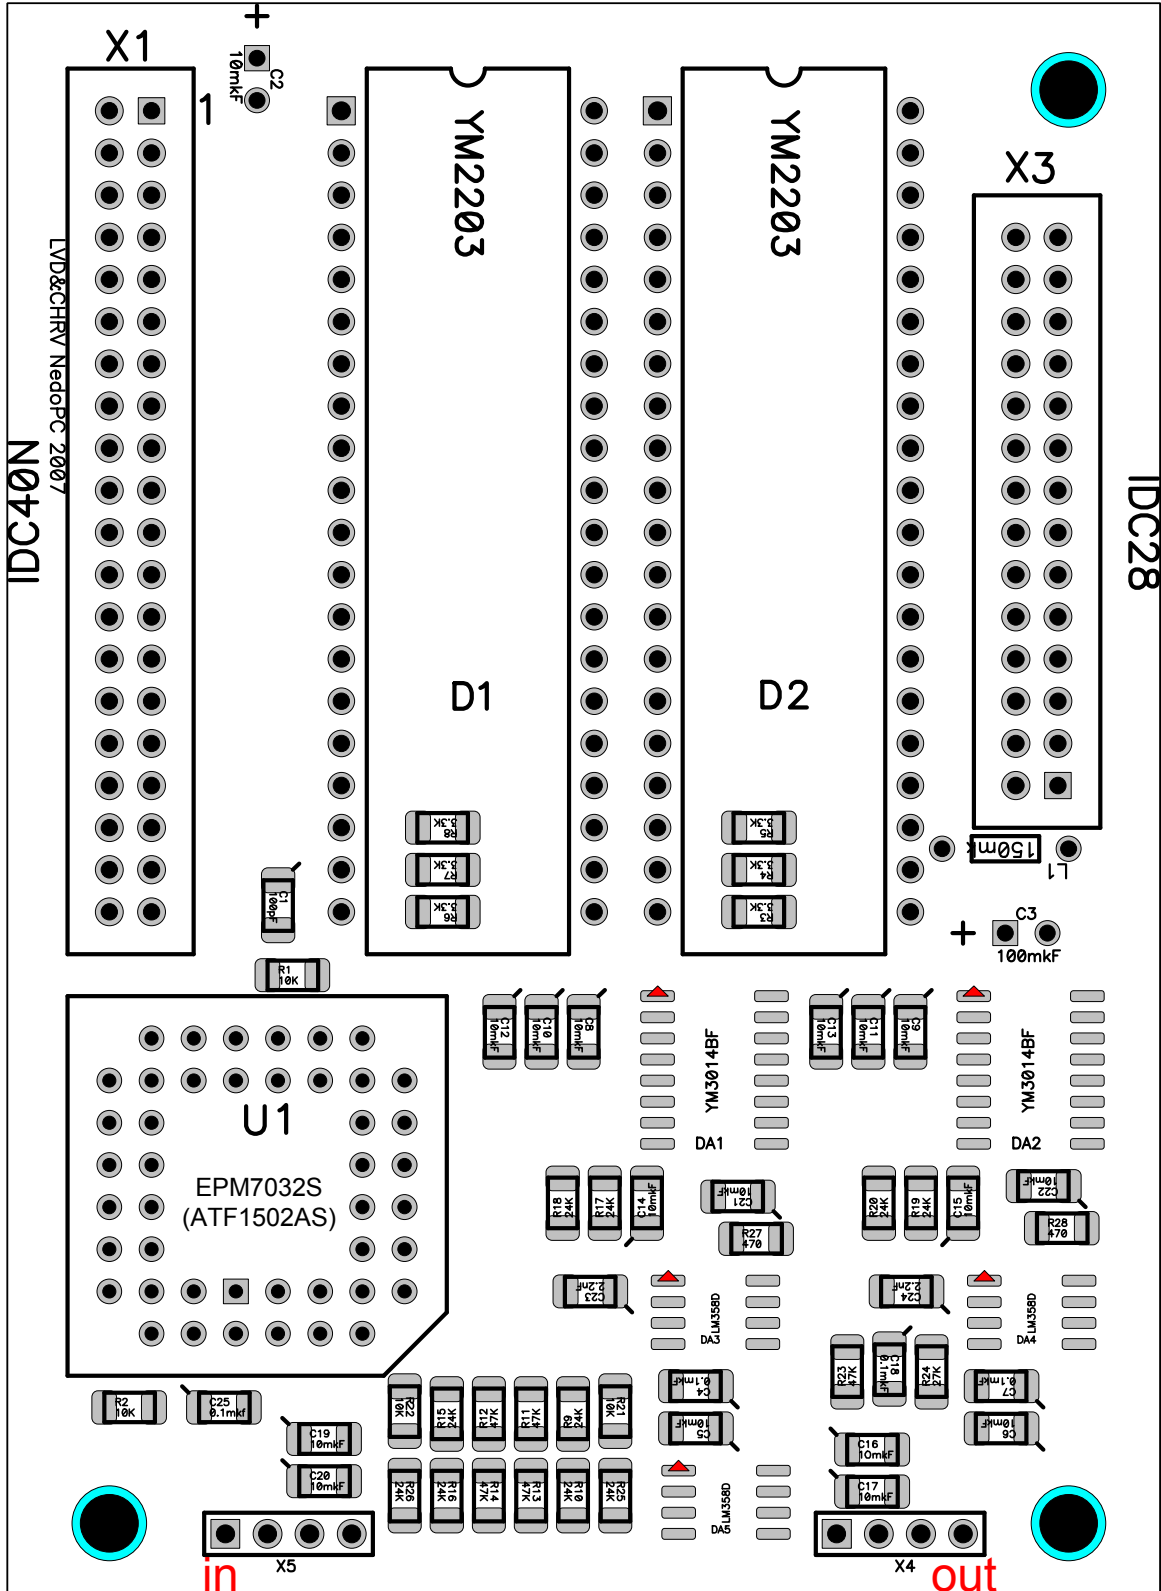 +
X1
10mkF
C2
1
YM2203
YM2203
X3
LVD&CHRV NedoPC 2007
IDC40N
IDC28
D1
D2
3.3K
R8
3.3K
R5
3.3K
R7
3.3K
R4
3.3K
R6
3.3K
R3
150mk
L1
C1
100pF
+
C3
100mkF
R1
10K
C12
10mkF
C10
10mkF
C8
10mkF
YM3014BF
DA1
C13
10mkF
C11
10mkF
C9
10mkF
YM3014BF
DA2
U1
EPM7032S
(ATF1502AS)
R18
24K
R17
24K
C14
10mkF
C21
10mkF
R27
470
R20
24K
R19
24K
C15
10mkF
C22
10mkF
R28
470
C23
2.2nF
LM358D
DA3
C24
2.2nF
LM358D
DA4
R23
47K
C18
0.1mkF
R24
27K
C4
0.1mkF
C5
10mkF
C7
0.1mkF
C6
10mkF
R2
10K
C25
0.1mkf
C19
10mkF
C20
10mkF
R22
10K
R15
24K
R12
47K
R11
47K
R9
24K
R21
10K
R26
24K
R16
24K
R14
47K
R13
47K
R10
24K
R25
24K
LM358D
DA5
C16
10mkF
C17
10mkF
X5
in
X4
out